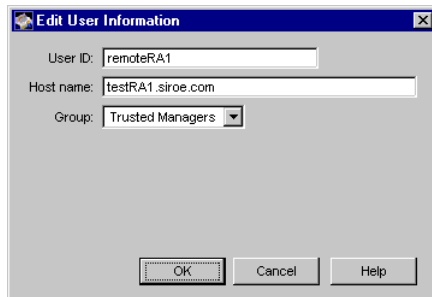 Edit User Information
User ID: remoteRA1
Host name: testRA1.siroe.com
Group: Trusted Managers
OK Cancel Help